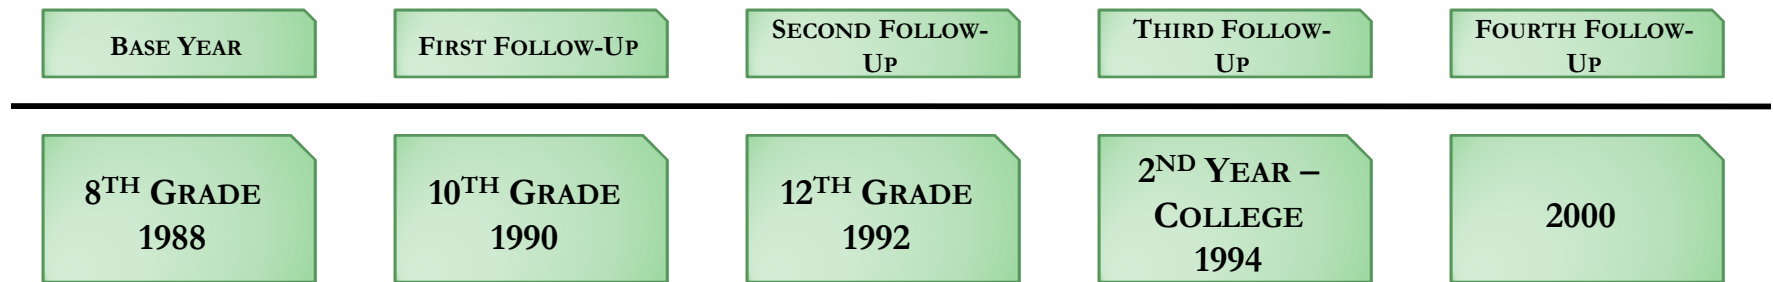 Base Year
First Follow-Up
Second Follow-
Up
Third Follow-
Up
Fourth Follow-
Up
8th Grade
1988
10th Grade
1990
12th Grade
1992
2nd Year –
College
1994
2000